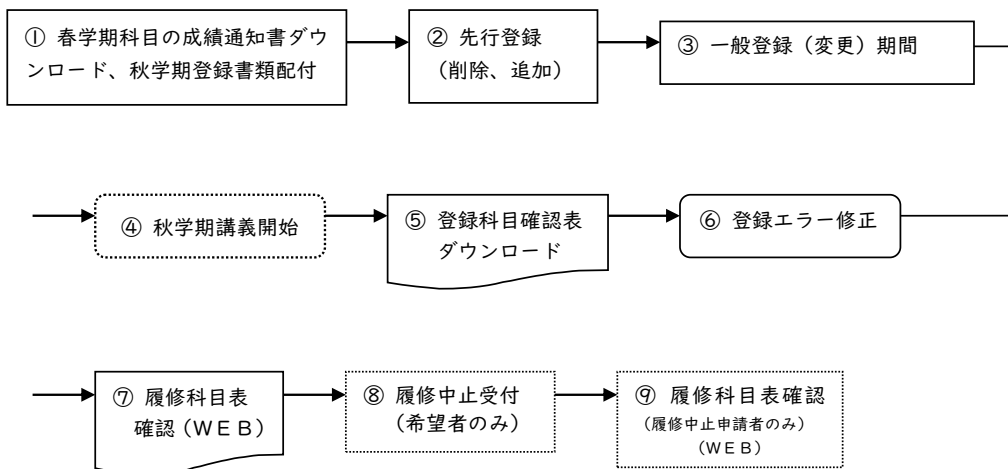 ① 春学期科目の成績通知書ダウ
ンロード、秋学期登録書類配付
② 先行登録
(削除、追加)
③ 一般登録(変更)期間
④ 秋学期講義開始
⑤ 登録科目確認表
ダウンロード
⑥ 登録エラー修正
⑦ 履修科目表
確認(WEB)
⑧ 履修中止受付
(希望者のみ)
⑨ 履修科目表確認
(履修中止申請者のみ)
(WEB)